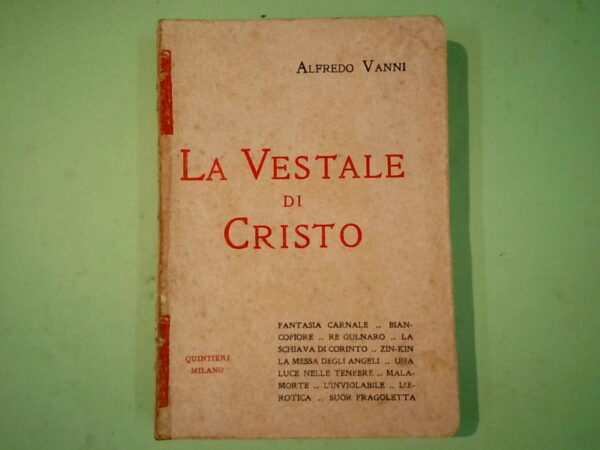 ALFREDO VANNI
LA VESTALE
DI
CRISTO
FANTASIA CARNALE .. BIAN-
COFIORE .. RE GULNARO .. LA
SCHIAVA DI CORINTO .. ZIN-KIN
LA MESSA DEGLI ANGELI .. UNA
LUCE NELLE TENEBRE .. MALA-
MORTE .. L'INVIOLABILE .. L'E-
ROTICA .. SUOR FRAGOLETTA
QUINTIERI
MILANO